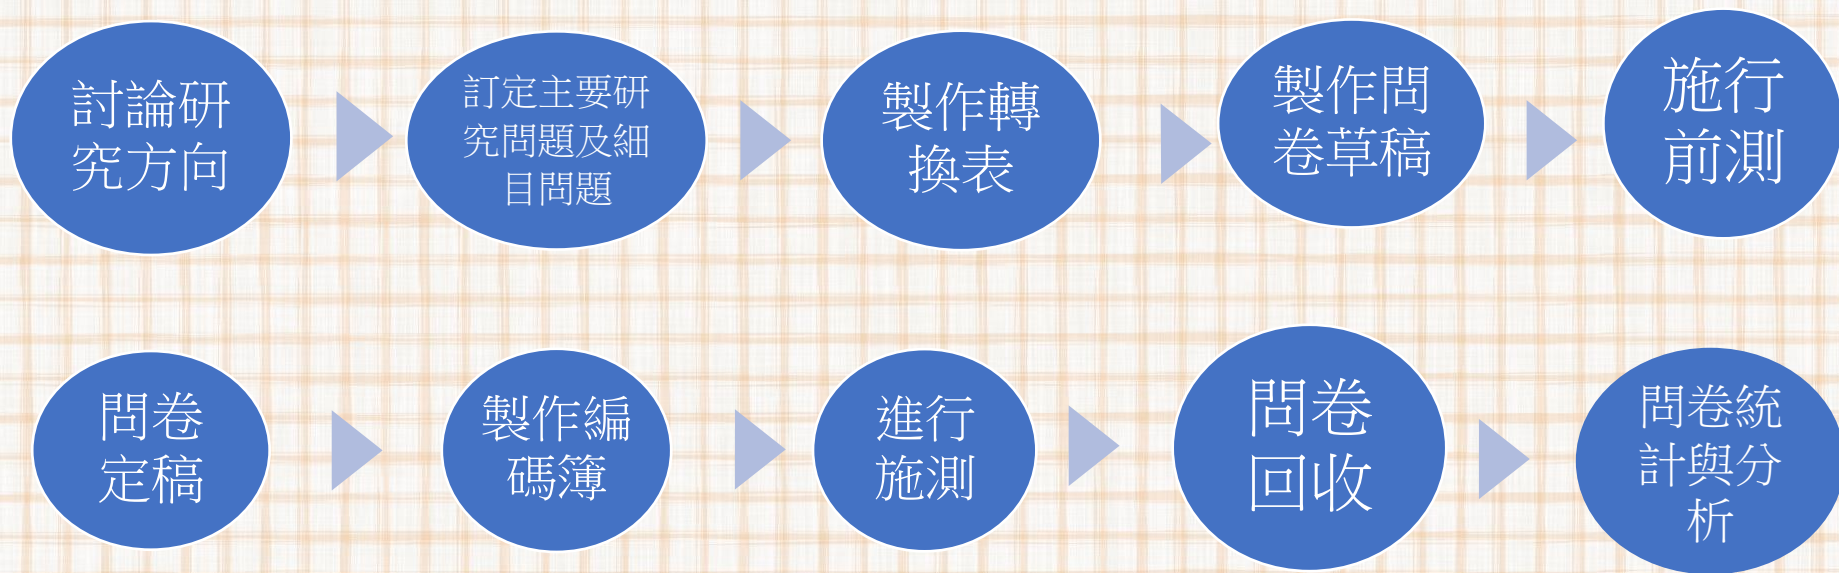 討論研
究方向
訂定主要研
究問題及細
目問題
製作轉
換表
製作問
卷草稿
施行
前測
問卷
定稿
製作編
碼簿
進行
施測
問卷
回收
問卷統
計與分
析